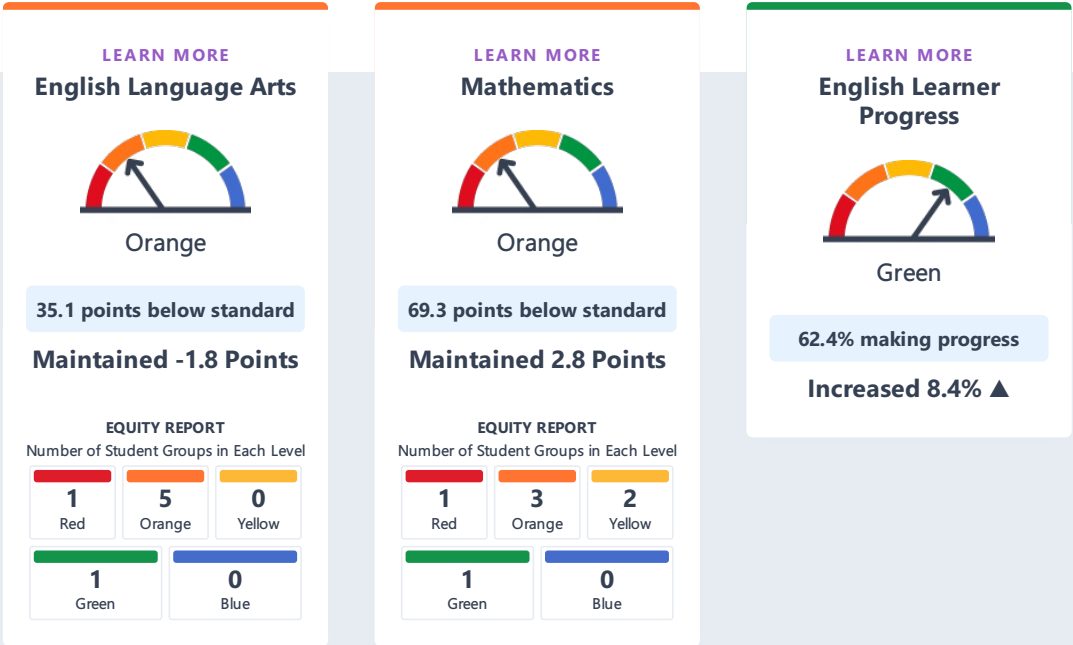 LEARN MORE
English Language Arts
Orange
35.1 points below standard
Maintained -1.8 Points
EQUITY REPORT
Number of Student Groups in Each Level
1
Red
5
Orange
0
Yellow
1
Green
0
Blue
LEARN MORE
Mathematics
Orange
69.3 points below standard
Maintained 2.8 Points
EQUITY REPORT
Number of Student Groups in Each Level
1
Red
3
Orange
2
Yellow
1
Green
0
Blue
LEARN MORE
English Learner
Progress
Green
62.4% making progress
Increased 8.4% ▲